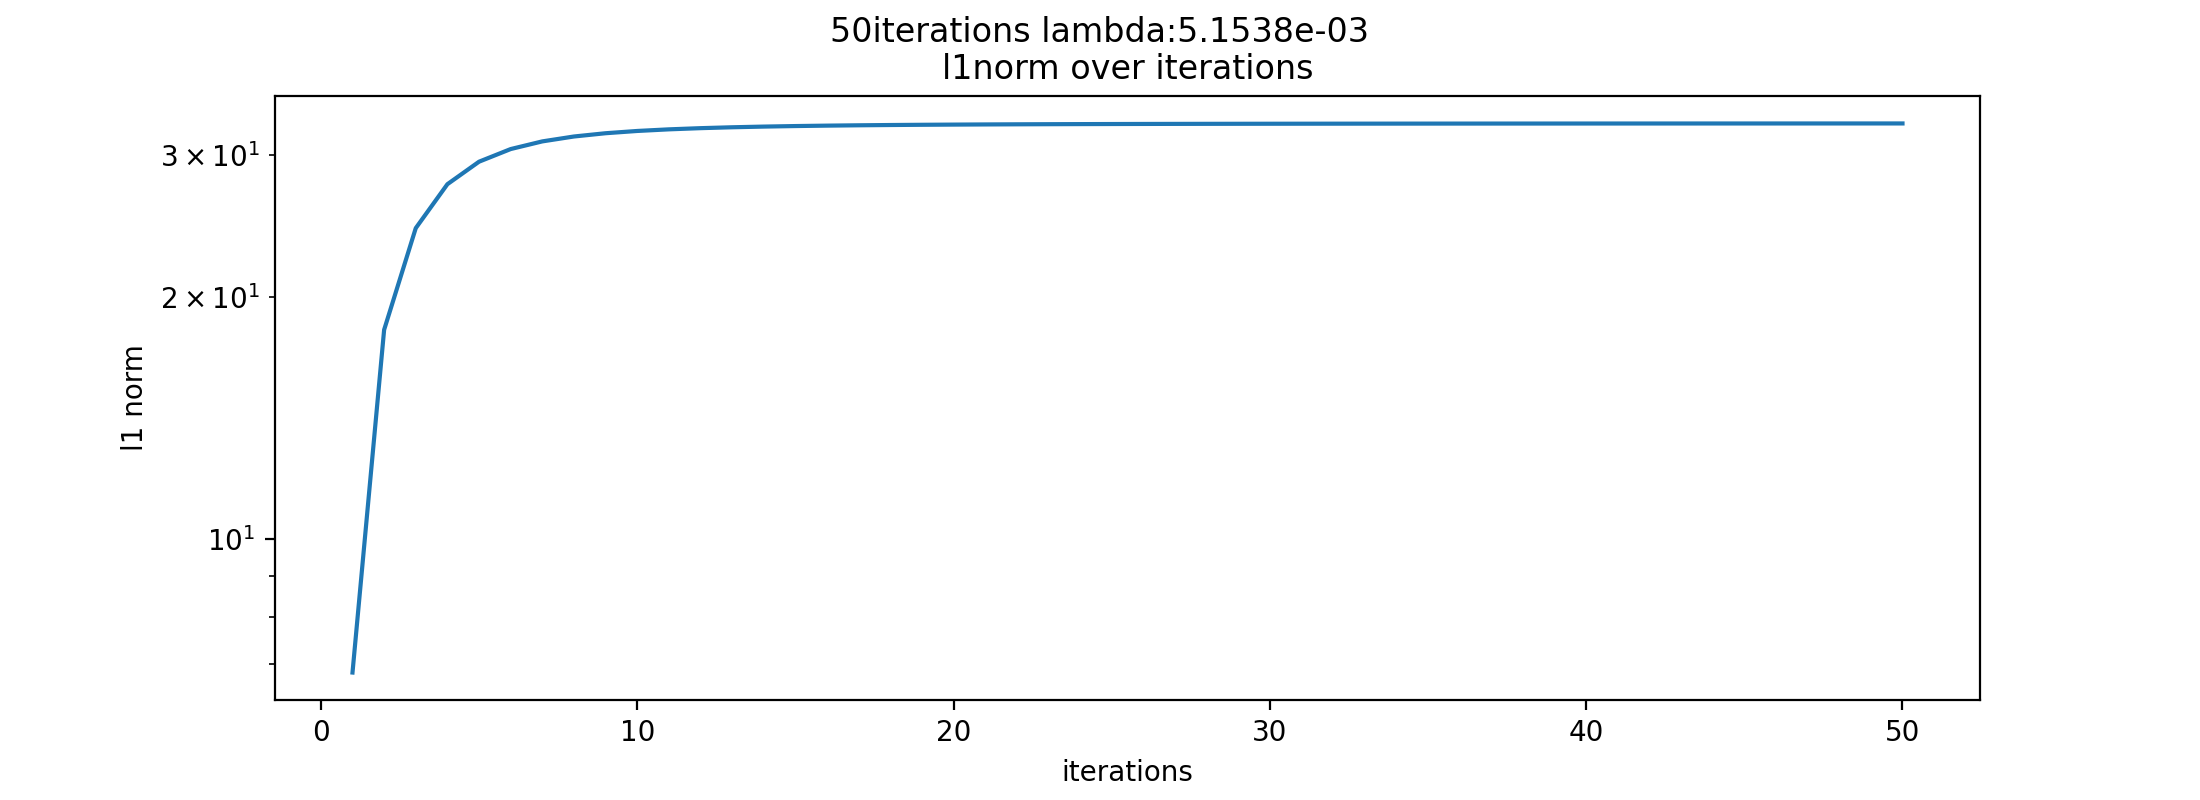 50iterations lambda:5.1538e-03
l1norm over iterations
3 × 10¹
2 × 10¹
10¹
l1 norm
0 10 20 30 40 50
iterations